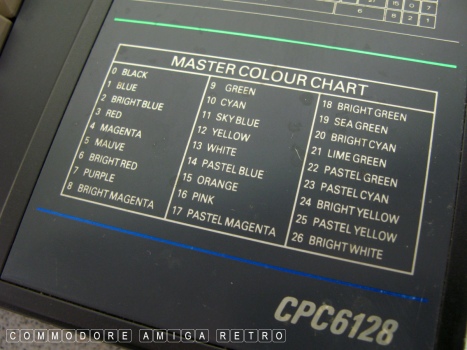 MASTER COLOUR CHART
0 BLACK
1 BLUE
2 BRIGHT BLUE
3 RED
4 MAGENTA
5 MAUVE
6 BRIGHT RED
7 PURPLE
8 BRIGHT MAGENTA
9 GREEN
10 CYAN
11 SKY BLUE
12 YELLOW
13 WHITE
14 PASTEL BLUE
15 ORANGE
16 PINK
17 PASTEL MAGENTA
18 BRIGHT GREEN
19 SEA GREEN
20 BRIGHT CYAN
21 LIME GREEN
22 PASTEL GREEN
23 PASTEL CYAN
24 BRIGHT YELLOW
25 PASTEL YELLOW
26 BRIGHT WHITE
CPC6128
COMMODORE AMIGA RETRO